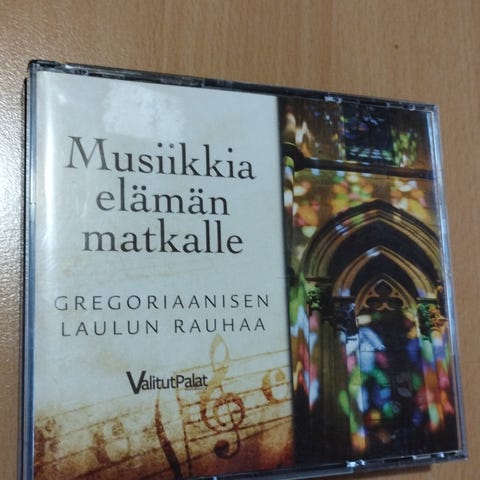 Musiikkia
elämän
matkalle
GREGORIAANISEN
LAULUN RAUHAA
ValitutPalat